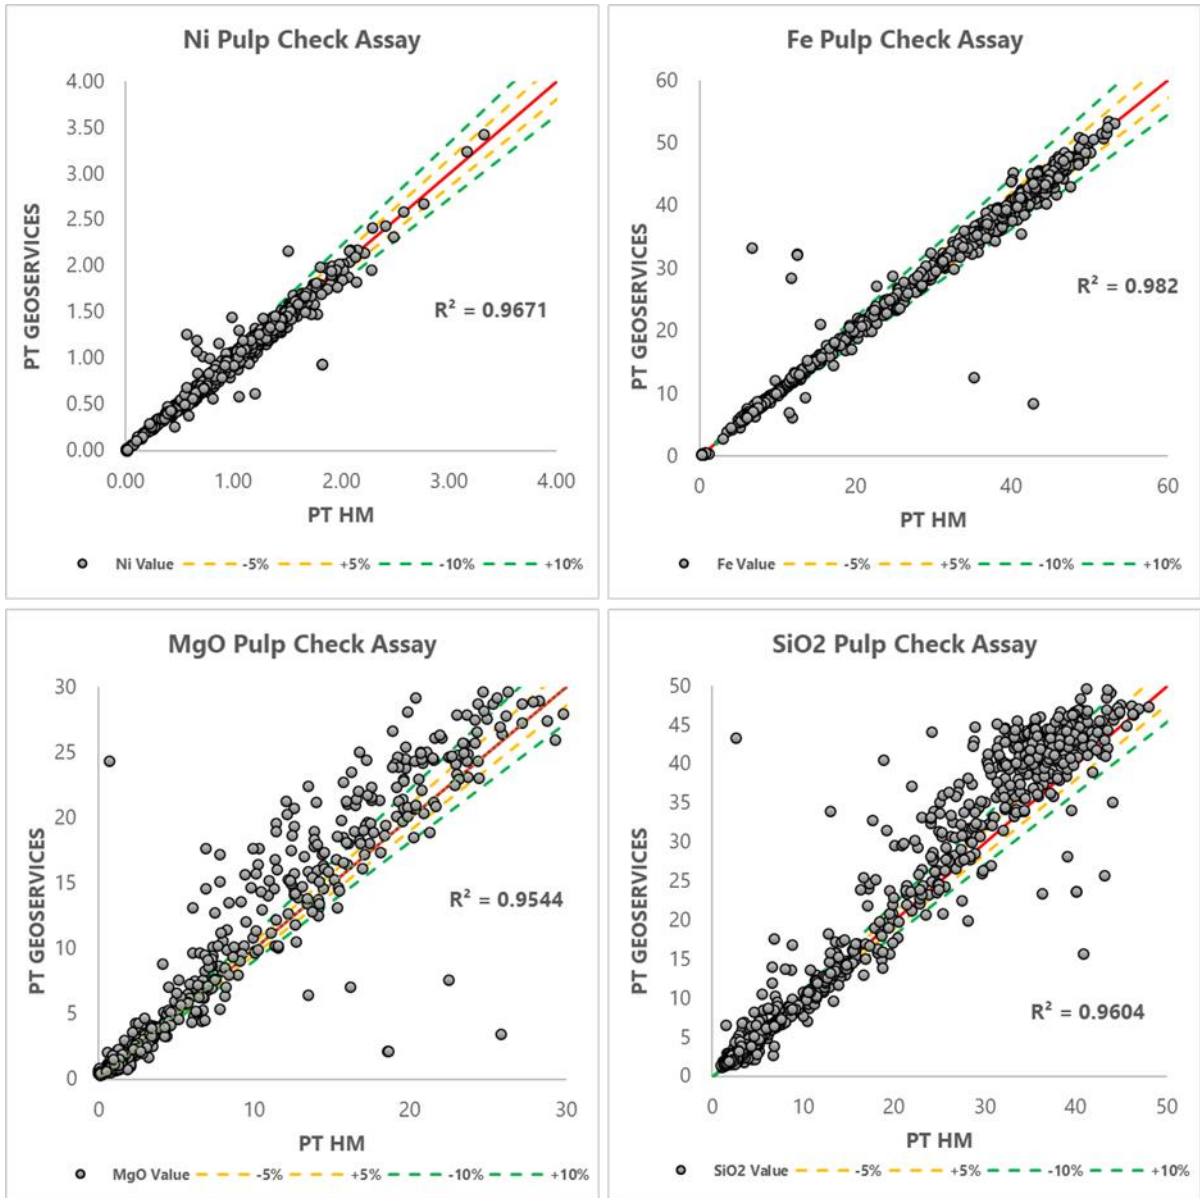 Ni Pulp Check Assay
4.00
3.50
3.00
2.50
2.00
1.50
1.00
0.50
0.00
PT GEOSERVICES
R² = 0.9671
0.00 1.00 2.00 3.00 4.00
PT HM
Ni Value -5% +5% -10% +10%
Fe Pulp Check Assay
60
50
40
30
20
10
0
PT GEOSERVICES
R² = 0.982
0 20 40 60
PT HM
Fe Value -5% +5% -10% +10%
MgO Pulp Check Assay
30
25
20
15
10
5
0
PT GEOSERVICES
R² = 0.9544
0 10 20 30
PT HM
MgO Value -5% +5% -10% +10%
SiO2 Pulp Check Assay
50
45
40
35
30
25
20
15
10
5
0
PT GEOSERVICES
R² = 0.9604
0 10 20 30 40 50
PT HM
SiO2 Value -5% +5% -10% +10%